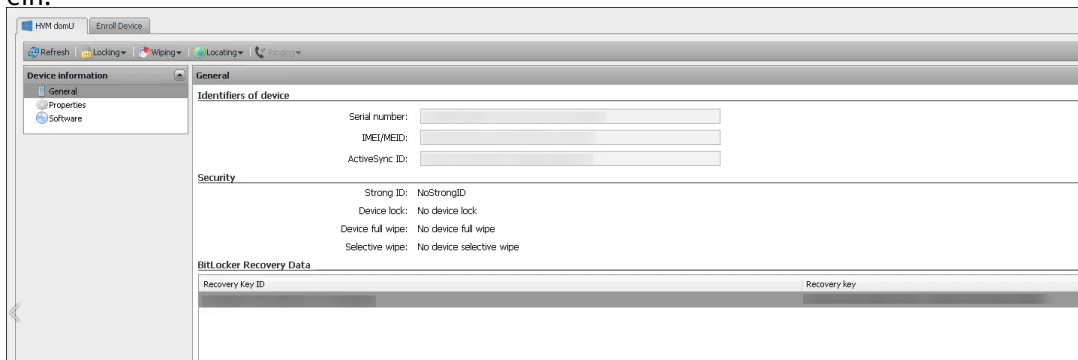 ein.
HVM domU Enroll Device
Refresh Locking Wiping Locating Ringing
Device information
General
Properties
Software
General
Identifiers of device
Serial number:
IMEI/MEID:
ActiveSync ID:
Security
Strong ID: NoStrongID
Device lock: No device lock
Device full wipe: No device full wipe
Selective wipe: No device selective wipe
BitLocker Recovery Data
Recovery Key ID Recovery key